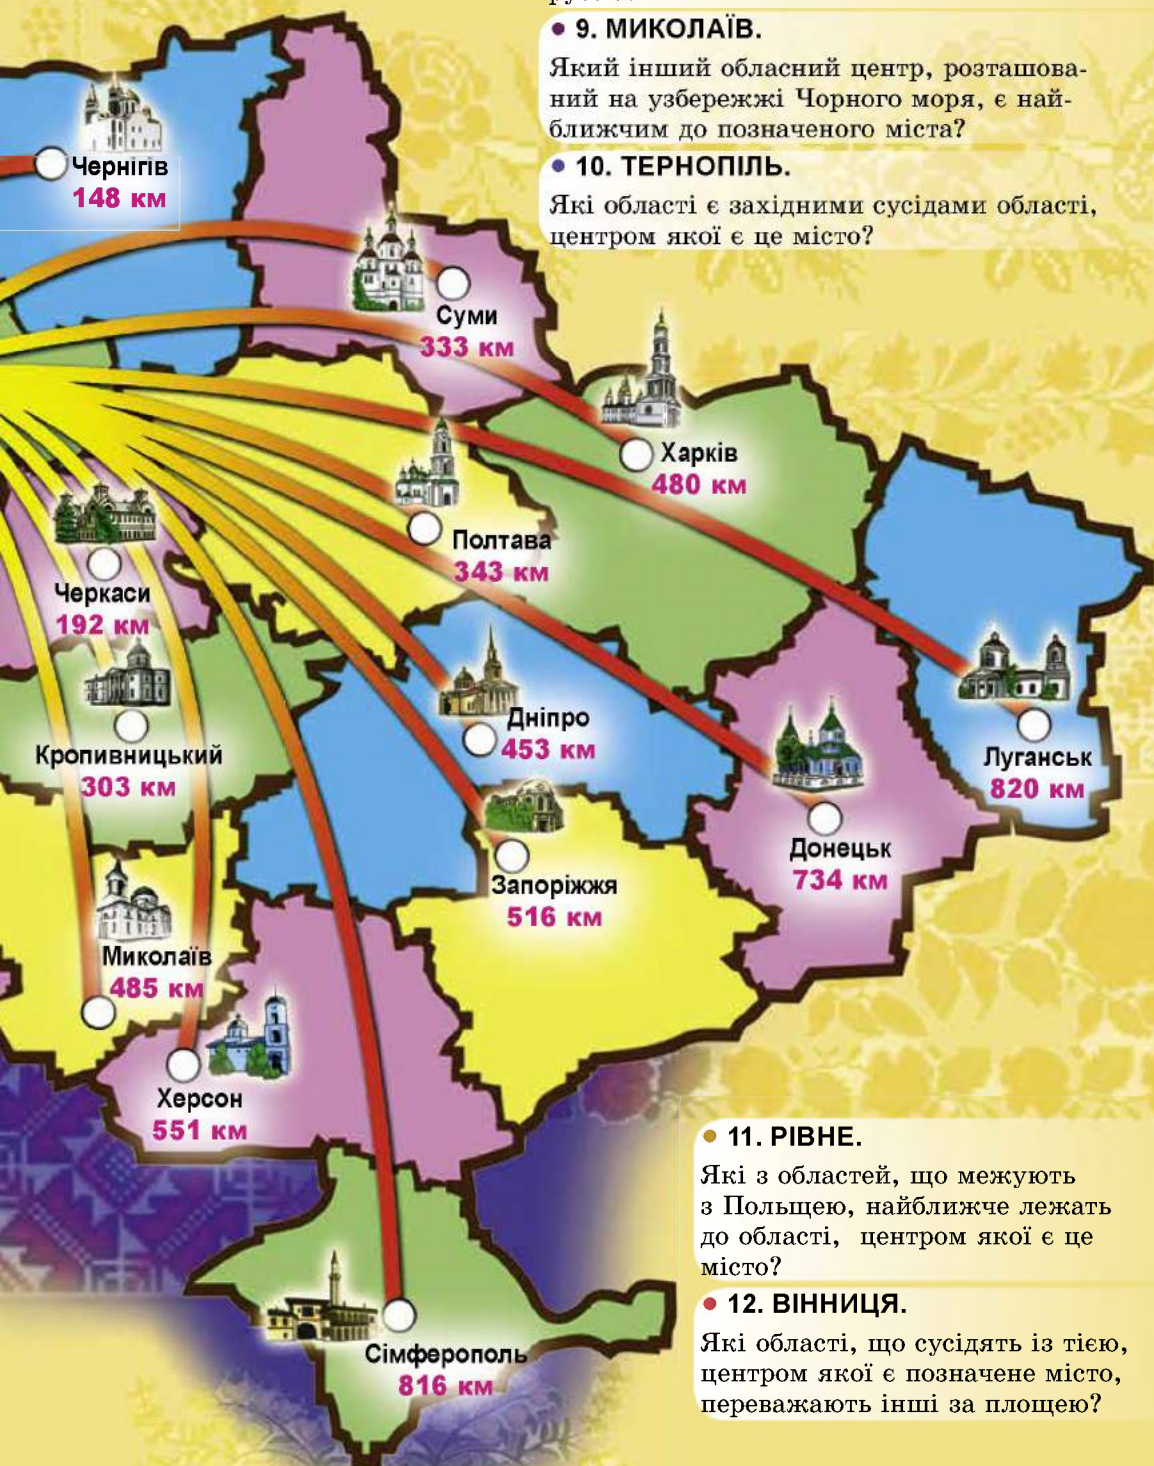 9. МИКОЛАЇВ.
Який інший обласний центр, розташова-
ний на узбережжі Чорного моря, є най-
ближчим до позначеного міста?
10. ТЕРНОПІЛЬ.
Які області є західними сусідами області,
центром якої є це місто?
Чернігів
148 км
Суми
333 км
Харків
480 км
Полтава
343 км
Черкаси
192 км
Дніпро
453 км
Кропивницький
303 км
Луганськ
820 км
Донецьк
734 км
Запоріжжя
516 км
Миколаїв
485 км
Херсон
551 км
Сімферополь
816 км
11. РІВНЕ.
Які з областей, що межують
з Польщею, найближче лежать
до області, центром якої є це
місто?
12. ВІННИЦЯ.
Які області, що сусідять із тією,
центром якої є позначене місто,
переважають інші за площею?